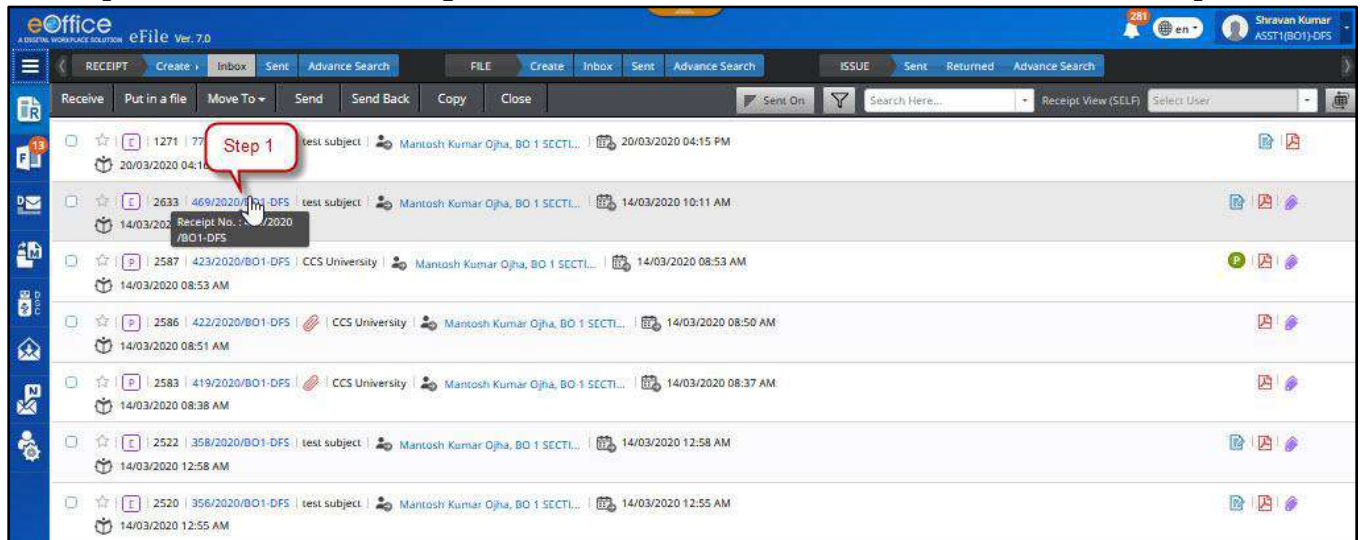 eOffice
A DIGITAL WORKPLACE SOLUTION eFile Ver. 7.0
281 en Shravan Kumar
ASST1(BO1)-DFS
RECEIPT Create Inbox Sent Advance Search FILE Create Inbox Sent Advance Search ISSUE Sent Returned Advance Search
Receive Put in a file Move To Send Send Back Copy Close Sent On Search Here... Receipt View (SELF) Select User
R
13
F
D
M
DSC
N
Step 1
E 1271 77 test subject Mantosh Kumar Ojha, BO 1 SECTI... 20/03/2020 04:15 PM
20/03/2020 04:1
E 2633 469/2020/BO1-DFS test subject Mantosh Kumar Ojha, BO 1 SECTI... 14/03/2020 10:11 AM
14/03/202
Receipt No. : /2020
/BO1-DFS
P 2587 423/2020/BO1-DFS CCS University Mantosh Kumar Ojha, BO 1 SECTI... 14/03/2020 08:53 AM P
14/03/2020 08:53 AM
P 2586 422/2020/BO1-DFS CCS University Mantosh Kumar Ojha, BO 1 SECTI... 14/03/2020 08:50 AM
14/03/2020 08:51 AM
P 2583 419/2020/BO1-DFS CCS University Mantosh Kumar Ojha, BO 1 SECTI... 14/03/2020 08:37 AM
14/03/2020 08:38 AM
E 2522 358/2020/BO1-DFS test subject Mantosh Kumar Ojha, BO 1 SECTI... 14/03/2020 12:58 AM
14/03/2020 12:58 AM
E 2520 356/2020/BO1-DFS test subject Mantosh Kumar Ojha, BO 1 SECTI... 14/03/2020 12:55 AM
14/03/2020 12:55 AM